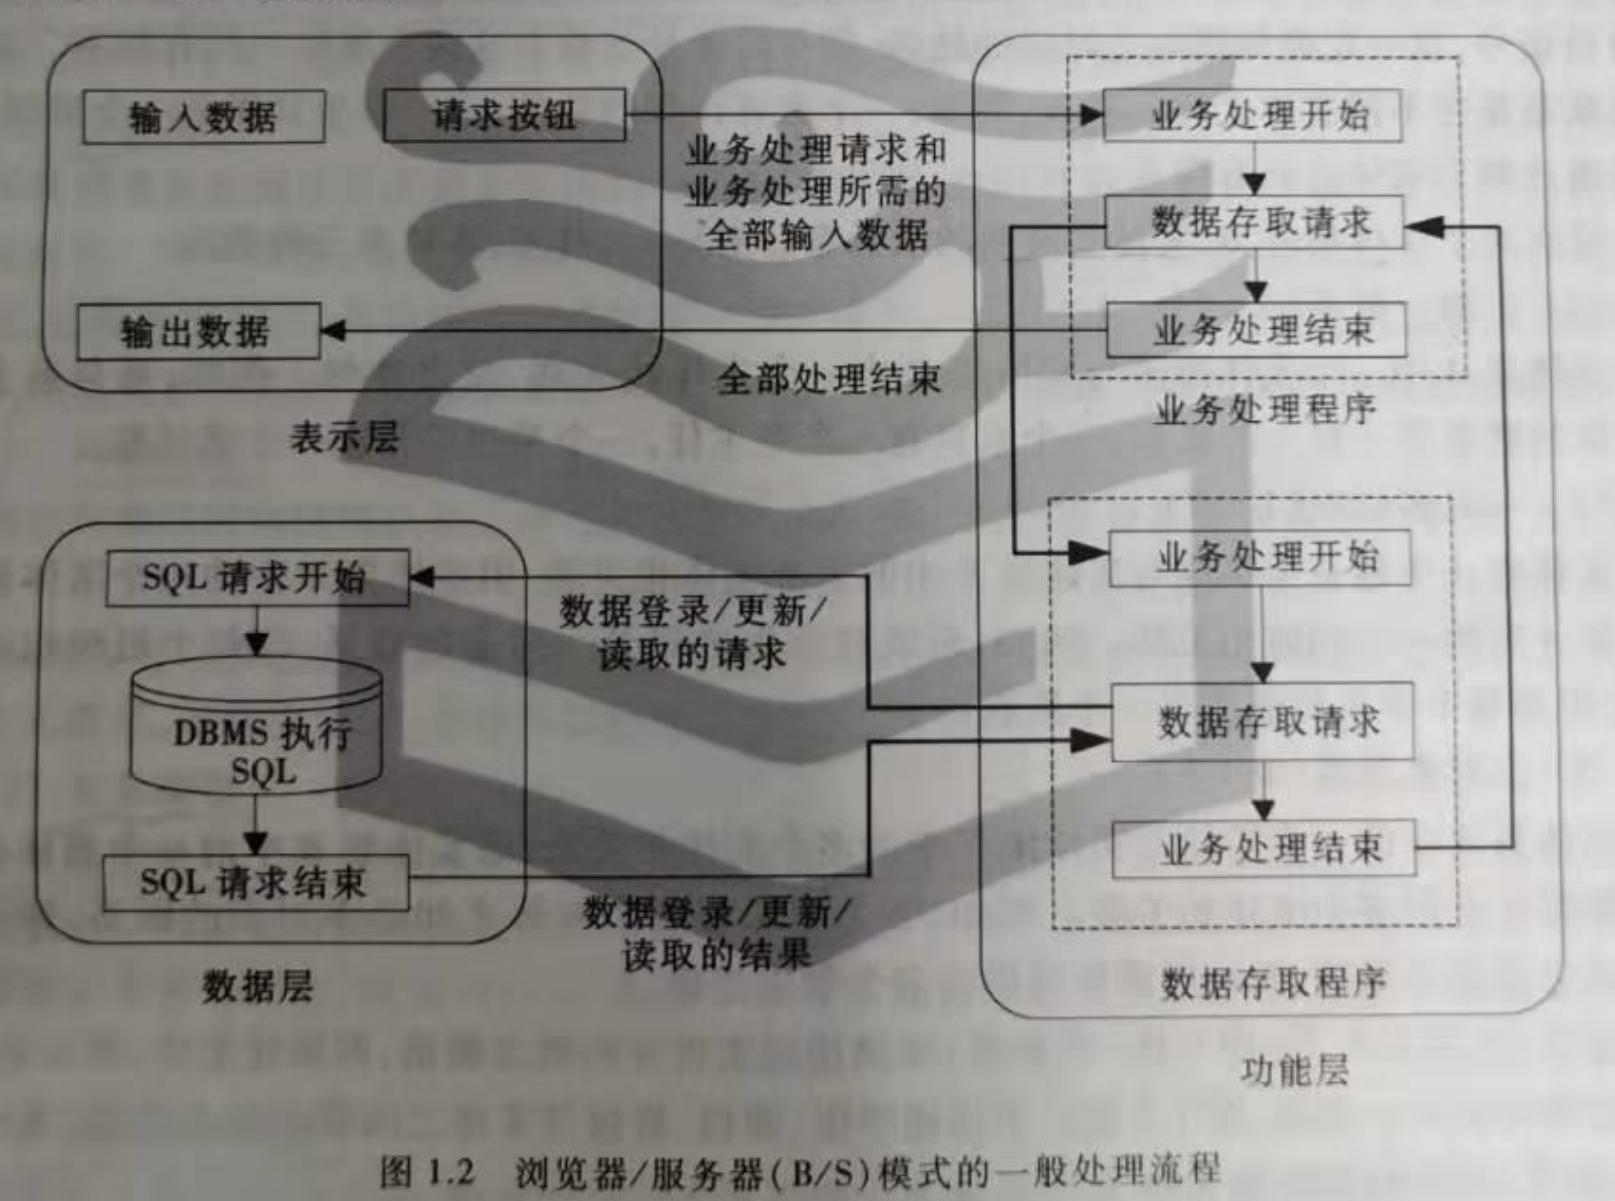 输入数据
请求按钮
业务处理请求和
业务处理所需的
全部输入数据
输出数据
全部处理结束
表示层
业务处理开始
数据存取请求
业务处理结束
业务处理程序
SQL 请求开始
DBMS 执行
SQL
SQL 请求结束
数据层
数据登录/更新/
读取的请求
数据登录/更新/
读取的结果
业务处理开始
数据存取请求
业务处理结束
数据存取程序
功能层
图 1.2 浏览器/服务器(B/S)模式的一般处理流程